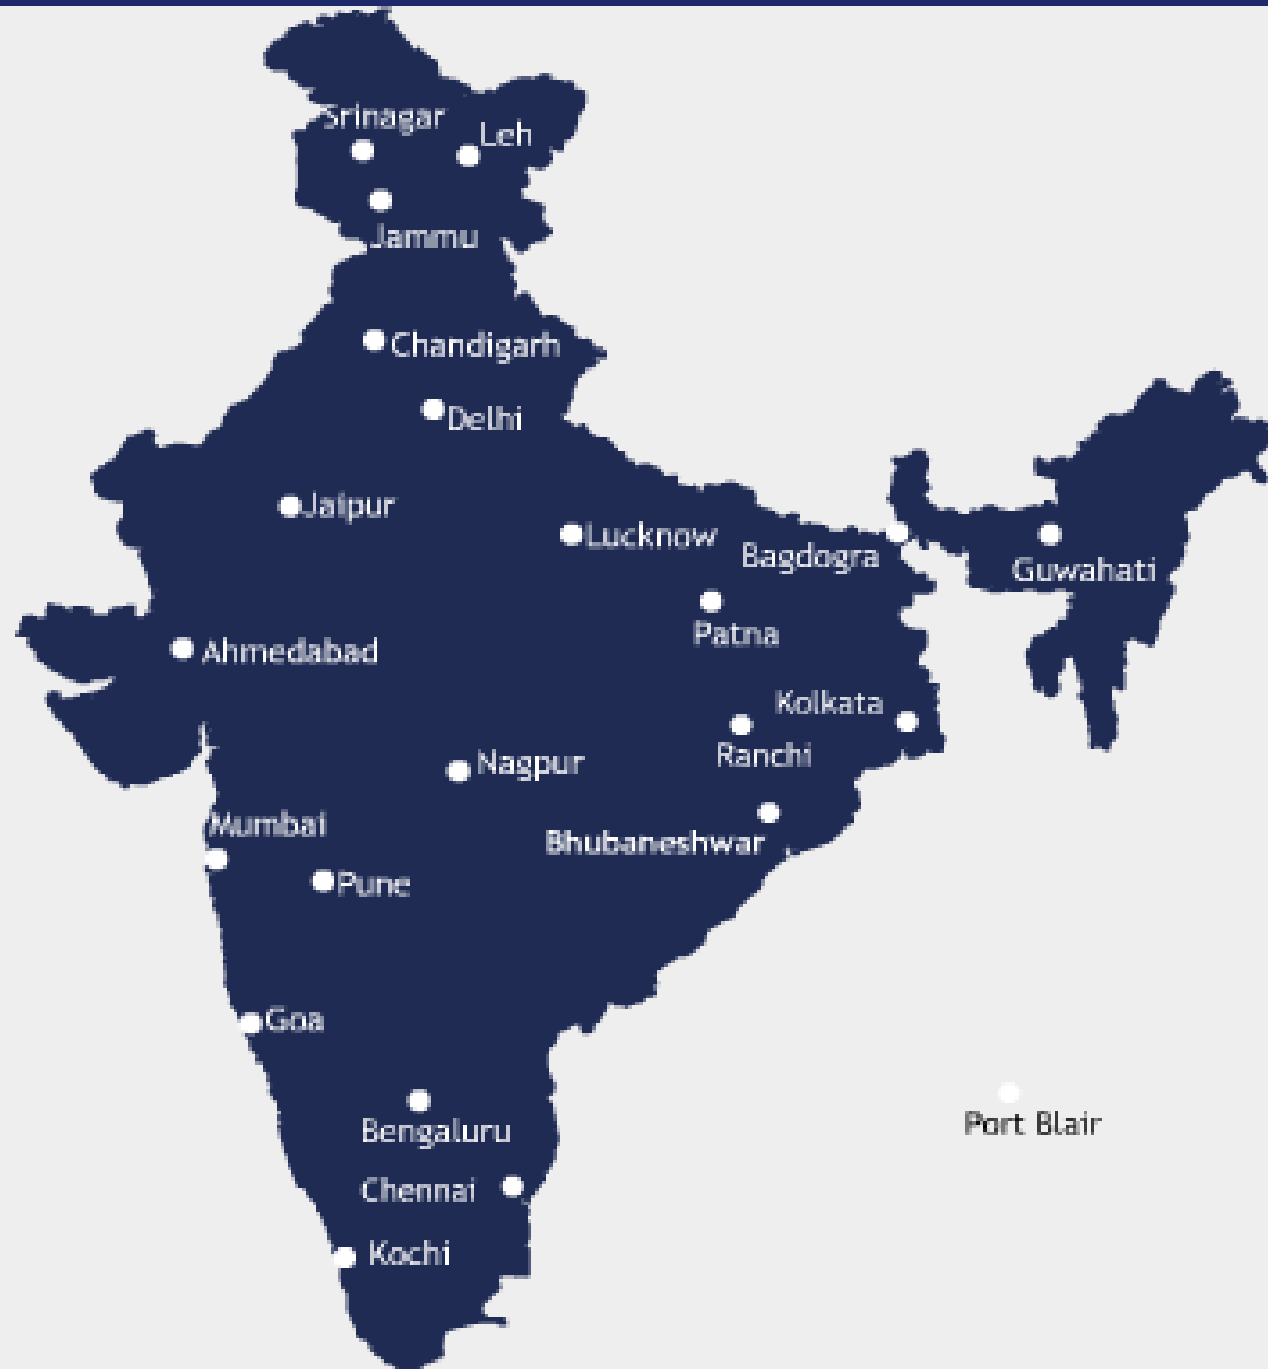 Srinagar
Leh
Jammu
Chandigarh
Delhi
Jaipur
Lucknow
Bagdogra
Guwahati
Patna
Ahmedabad
Kolkata
Ranchi
Nagpur
Mumbai
Bhubaneshwar
Pune
Goa
Bengaluru
Port Blair
Chennai
Kochi